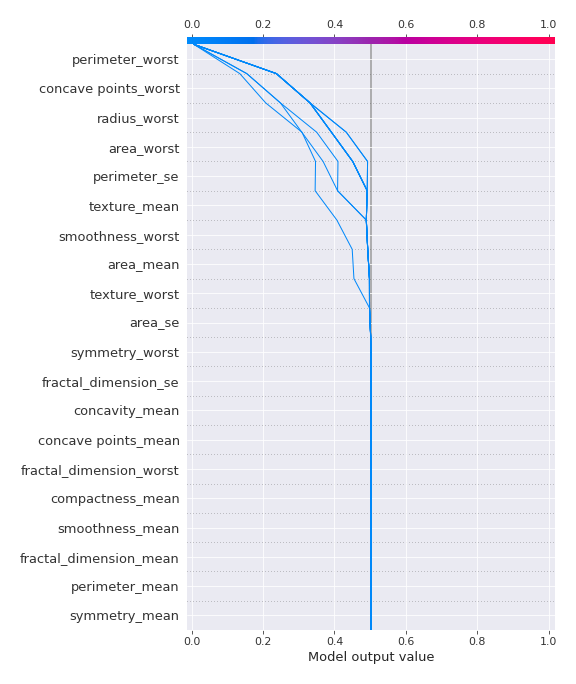 0.0 0.2 0.4 0.6 0.8 1.0
perimeter_worst
concave points_worst
radius_worst
area_worst
perimeter_se
texture_mean
smoothness_worst
area_mean
texture_worst
area_se
symmetry_worst
fractal_dimension_se
concavity_mean
concave points_mean
fractal_dimension_worst
compactness_mean
smoothness_mean
fractal_dimension_mean
perimeter_mean
symmetry_mean
0.0 0.2 0.4 0.6 0.8 1.0
Model output value